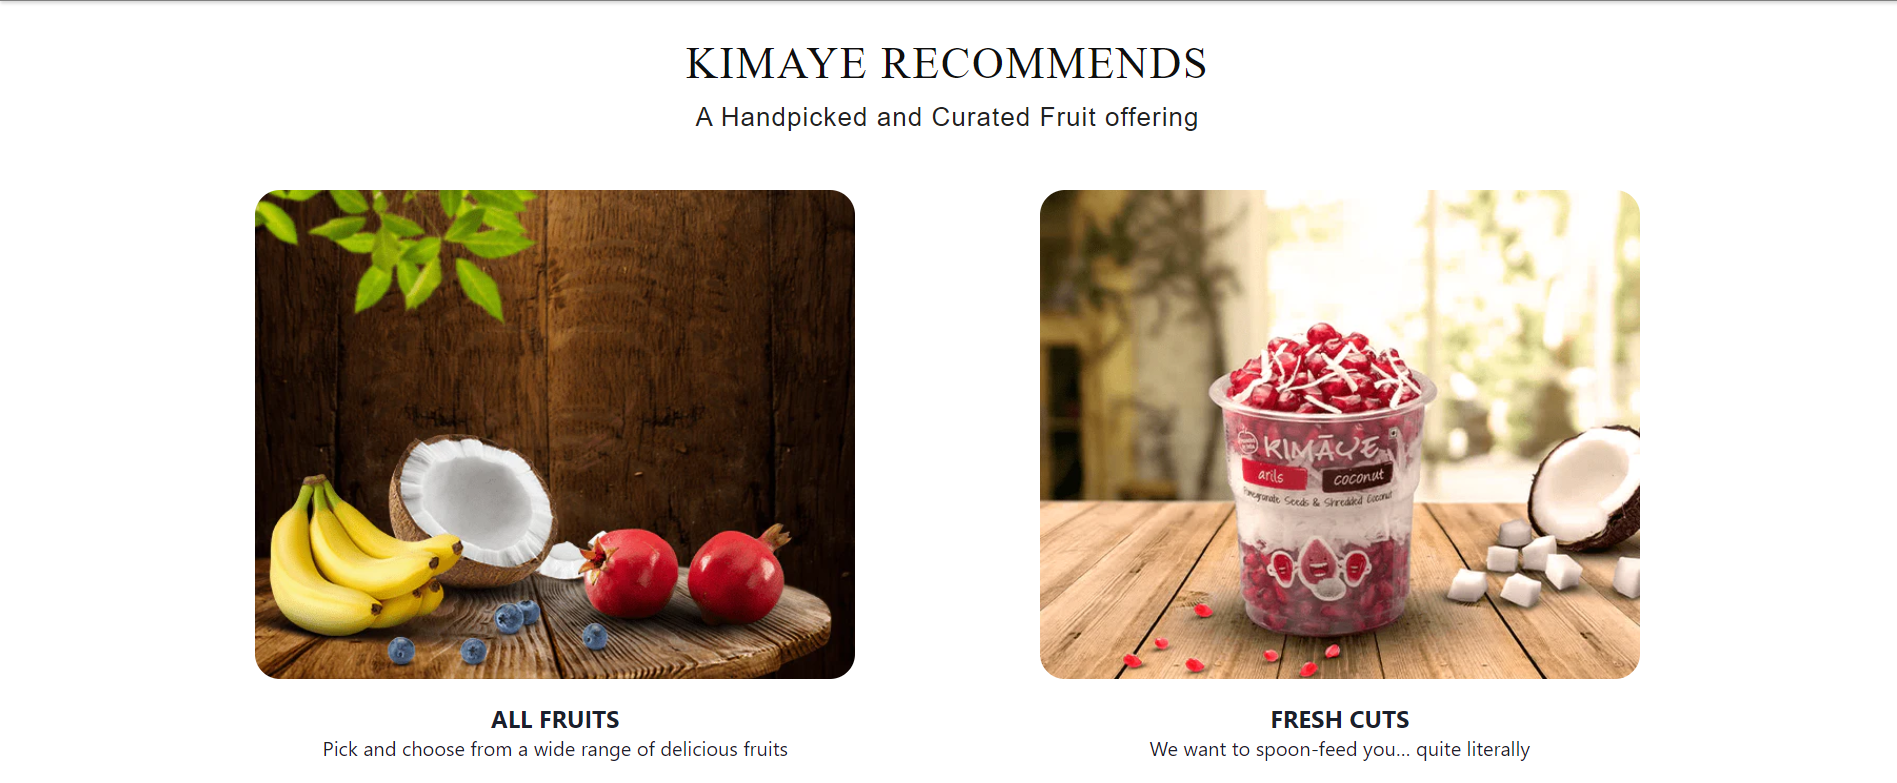 KIMAYE RECOMMENDS
A Handpicked and Curated Fruit offering
KIMĀYE
arils coconut
Pomegranate Seeds & Shredded Coconut
ALL FRUITS
Pick and choose from a wide range of delicious fruits
FRESH CUTS
We want to spoon-feed you... quite literally